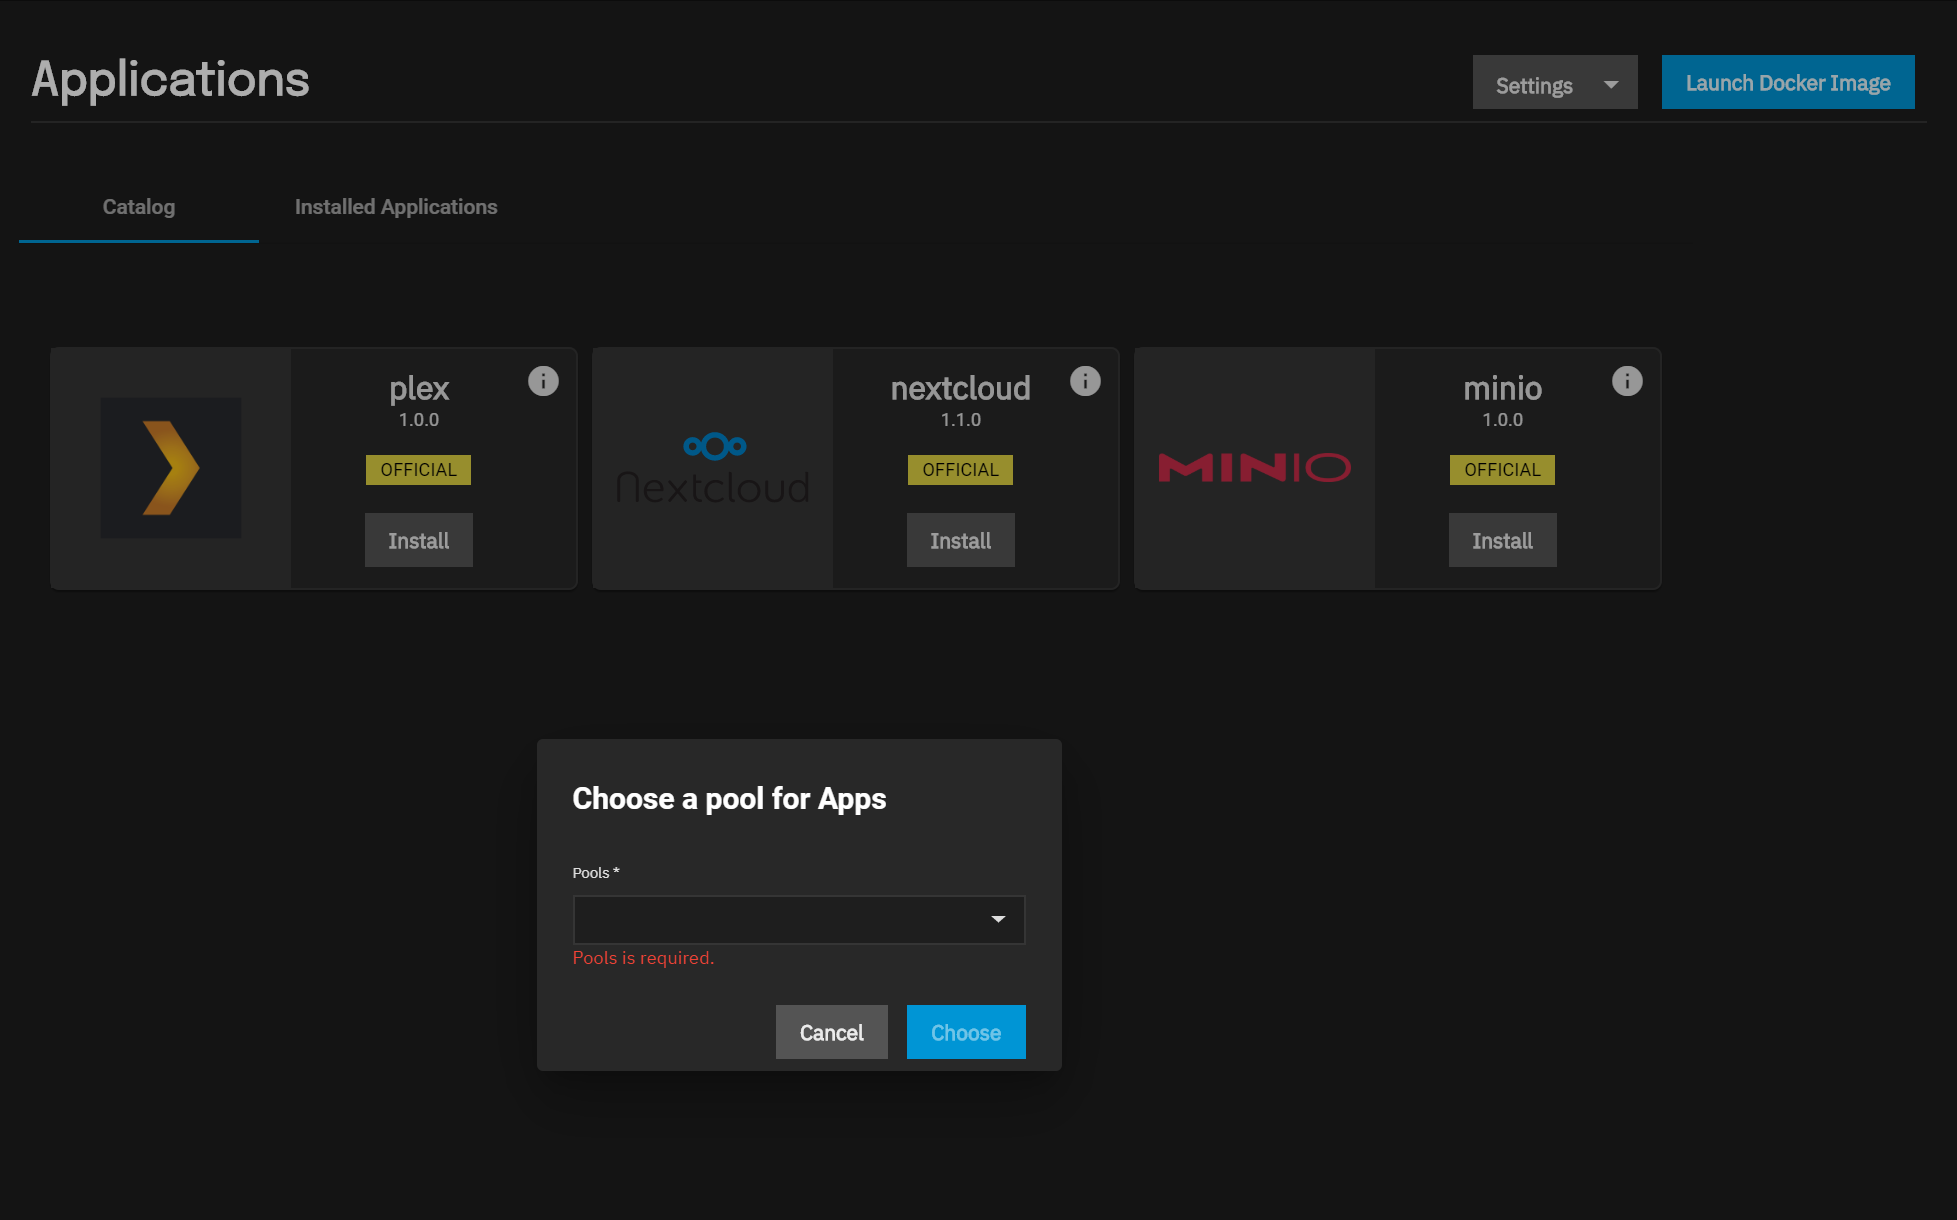 Applications
Settings
Launch Docker Image
Catalog
Installed Applications
plex
1.0.0
OFFICIAL
Install
Nextcloud
nextcloud
1.1.0
OFFICIAL
Install
MINIO
minio
1.0.0
OFFICIAL
Install
Choose a pool for Apps
Pools *
Pools is required.
Cancel
Choose